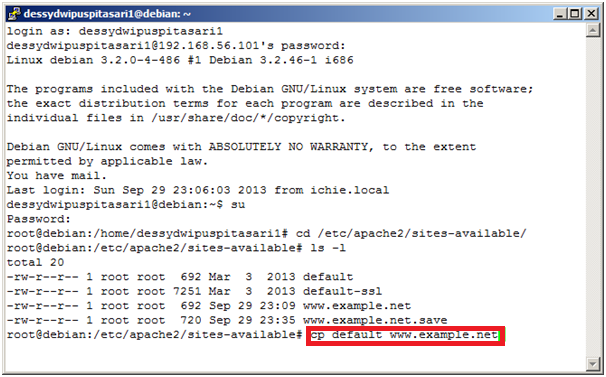 dessydwipuspitasari1@debian: ~
login as: dessydwipuspitasari1
dessydwipuspitasari1@192.168.56.101's password:
Linux debian 3.2.0-4-486 #1 Debian 3.2.46-1 i686
The programs included with the Debian GNU/Linux system are free software;
the exact distribution terms for each program are described in the
individual files in /usr/share/doc/*/copyright.
Debian GNU/Linux comes with ABSOLUTELY NO WARRANTY, to the extent
permitted by applicable law.
You have mail.
Last login: Sun Sep 29 23:06:03 2013 from ichie.local
dessydwipuspitasari1@debian:~$ su
Password:
root@debian:/home/dessydwipuspitasari1# cd /etc/apache2/sites-available/
root@debian:/etc/apache2/sites-available# ls -l
total 20
-rw-r--r-- 1 root root  692 Mar  3  2013 default
-rw-r--r-- 1 root root 7251 Mar  3  2013 default-ssl
-rw-r--r-- 1 root root  692 Sep 29 23:09 www.example.net
-rw-r--r-- 1 root root  720 Sep 29 23:35 www.example.net.save
root@debian:/etc/apache2/sites-available# cp default www.example.net